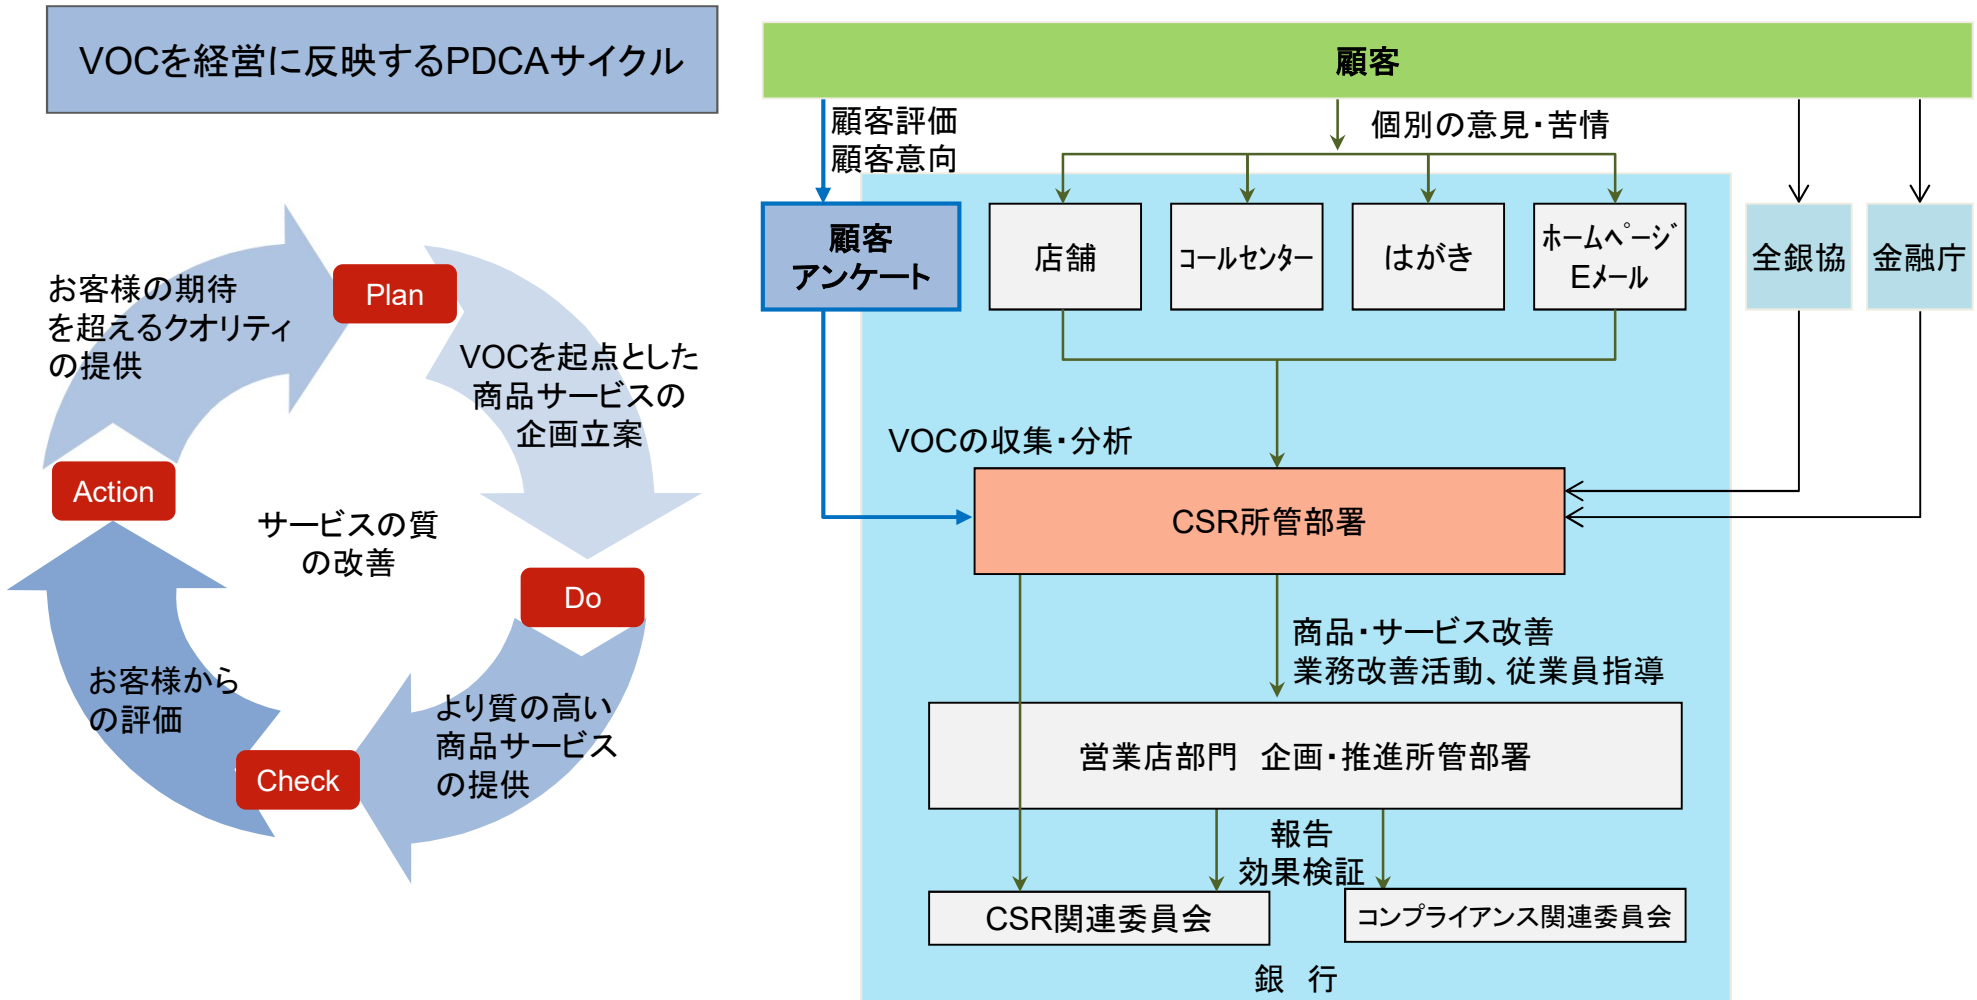 VOCを経営に反映するPDCAサイクル
Plan
VOCを起点とした
商品サービスの
企画立案
Do
より質の高い
商品サービス
の提供
Check
お客様から
の評価
Action
お客様の期待
を超えるクオリティ
の提供
サービスの質
の改善
顧客
顧客評価
顧客意向
個別の意見・苦情
顧客
アンケート
店舗
コールセンター
はがき
ホームページ
Eメール
全銀協
金融庁
VOCの収集・分析
CSR所管部署
商品・サービス改善
業務改善活動、従業員指導
営業店部門　企画・推進所管部署
報告
効果検証
CSR関連委員会
コンプライアンス関連委員会
銀　行